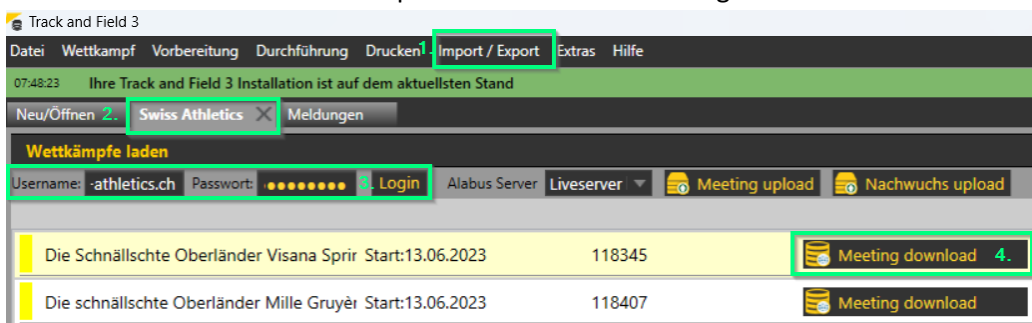 Track and Field 3
Datei Wettkampf Vorbereitung Durchführung Drucken 1. Import / Export Extras Hilfe
07:48:23 Ihre Track and Field 3 Installation ist auf dem aktuellsten Stand
Neu/Öffnen 2. Swiss Athletics Meldungen
Wettkämpfe laden
Username: -athletics.ch Passwort: 3. Login Alabus Server Liveserver Meeting upload Nachwuchs upload
Die Schnällschte Oberländer Visana Sprir Start:13.06.2023 118345 Meeting download 4.
Die schnällschte Oberländer Mille Gruyèr Start:13.06.2023 118407 Meeting download